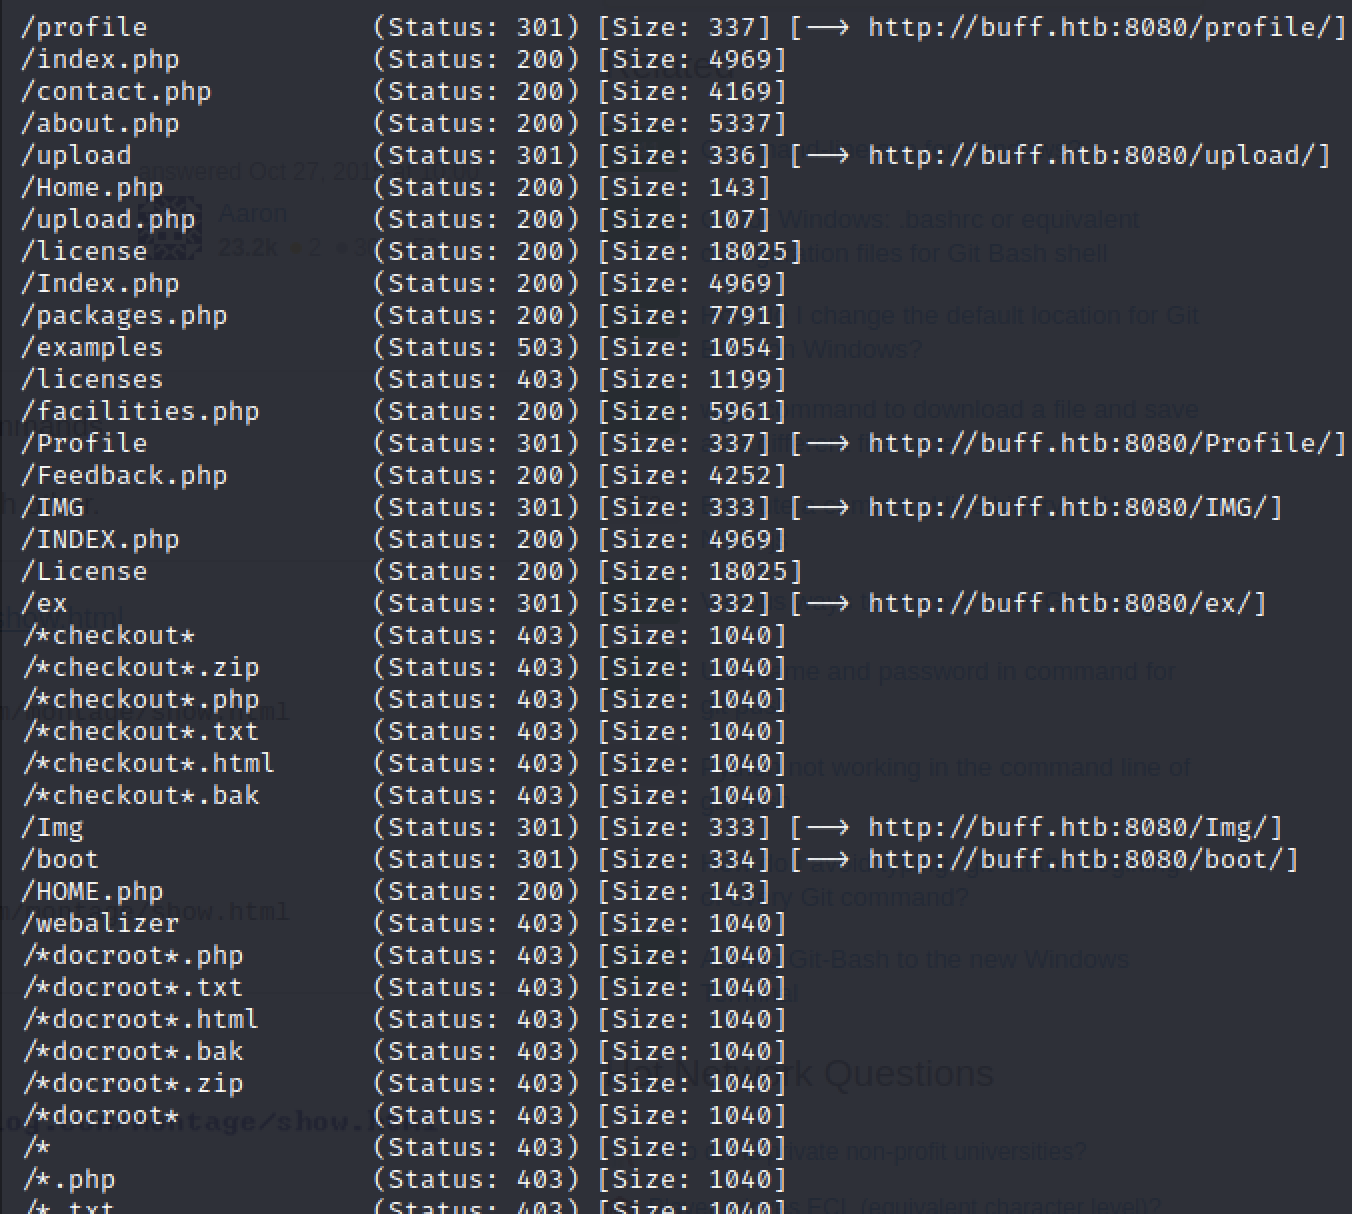 /profile (Status: 301) [Size: 337] [--> http://buff.htb:8080/profile/]
/index.php (Status: 200) [Size: 4969]
/contact.php (Status: 200) [Size: 4169]
/about.php (Status: 200) [Size: 5337]
/upload (Status: 301) [Size: 336] [--> http://buff.htb:8080/upload/]
/Home.php (Status: 200) [Size: 143]
/upload.php (Status: 200) [Size: 107]
/license (Status: 200) [Size: 18025]
/Index.php (Status: 200) [Size: 4969]
/packages.php (Status: 200) [Size: 7791]
/examples (Status: 503) [Size: 1054]
/licenses (Status: 403) [Size: 1199]
/facilities.php (Status: 200) [Size: 5961]
/Profile (Status: 301) [Size: 337] [--> http://buff.htb:8080/Profile/]
/Feedback.php (Status: 200) [Size: 4252]
/IMG (Status: 301) [Size: 333] [--> http://buff.htb:8080/IMG/]
/INDEX.php (Status: 200) [Size: 4969]
/License (Status: 200) [Size: 18025]
/ex (Status: 301) [Size: 332] [--> http://buff.htb:8080/ex/]
/*checkout* (Status: 403) [Size: 1040]
/*checkout*.zip (Status: 403) [Size: 1040]
/*checkout*.php (Status: 403) [Size: 1040]
/*checkout*.txt (Status: 403) [Size: 1040]
/*checkout*.html (Status: 403) [Size: 1040]
/*checkout*.bak (Status: 403) [Size: 1040]
/Img (Status: 301) [Size: 333] [--> http://buff.htb:8080/Img/]
/boot (Status: 301) [Size: 334] [--> http://buff.htb:8080/boot/]
/HOME.php (Status: 200) [Size: 143]
/webalizer (Status: 403) [Size: 1040]
/*docroot*.php (Status: 403) [Size: 1040]
/*docroot*.txt (Status: 403) [Size: 1040]
/*docroot*.html (Status: 403) [Size: 1040]
/*docroot*.bak (Status: 403) [Size: 1040]
/*docroot*.zip (Status: 403) [Size: 1040]
/*docroot* (Status: 403) [Size: 1040]
/* (Status: 403) [Size: 1040]
/*.php (Status: 403) [Size: 1040]
/*.txt (Status: 403) [Size: 1040]